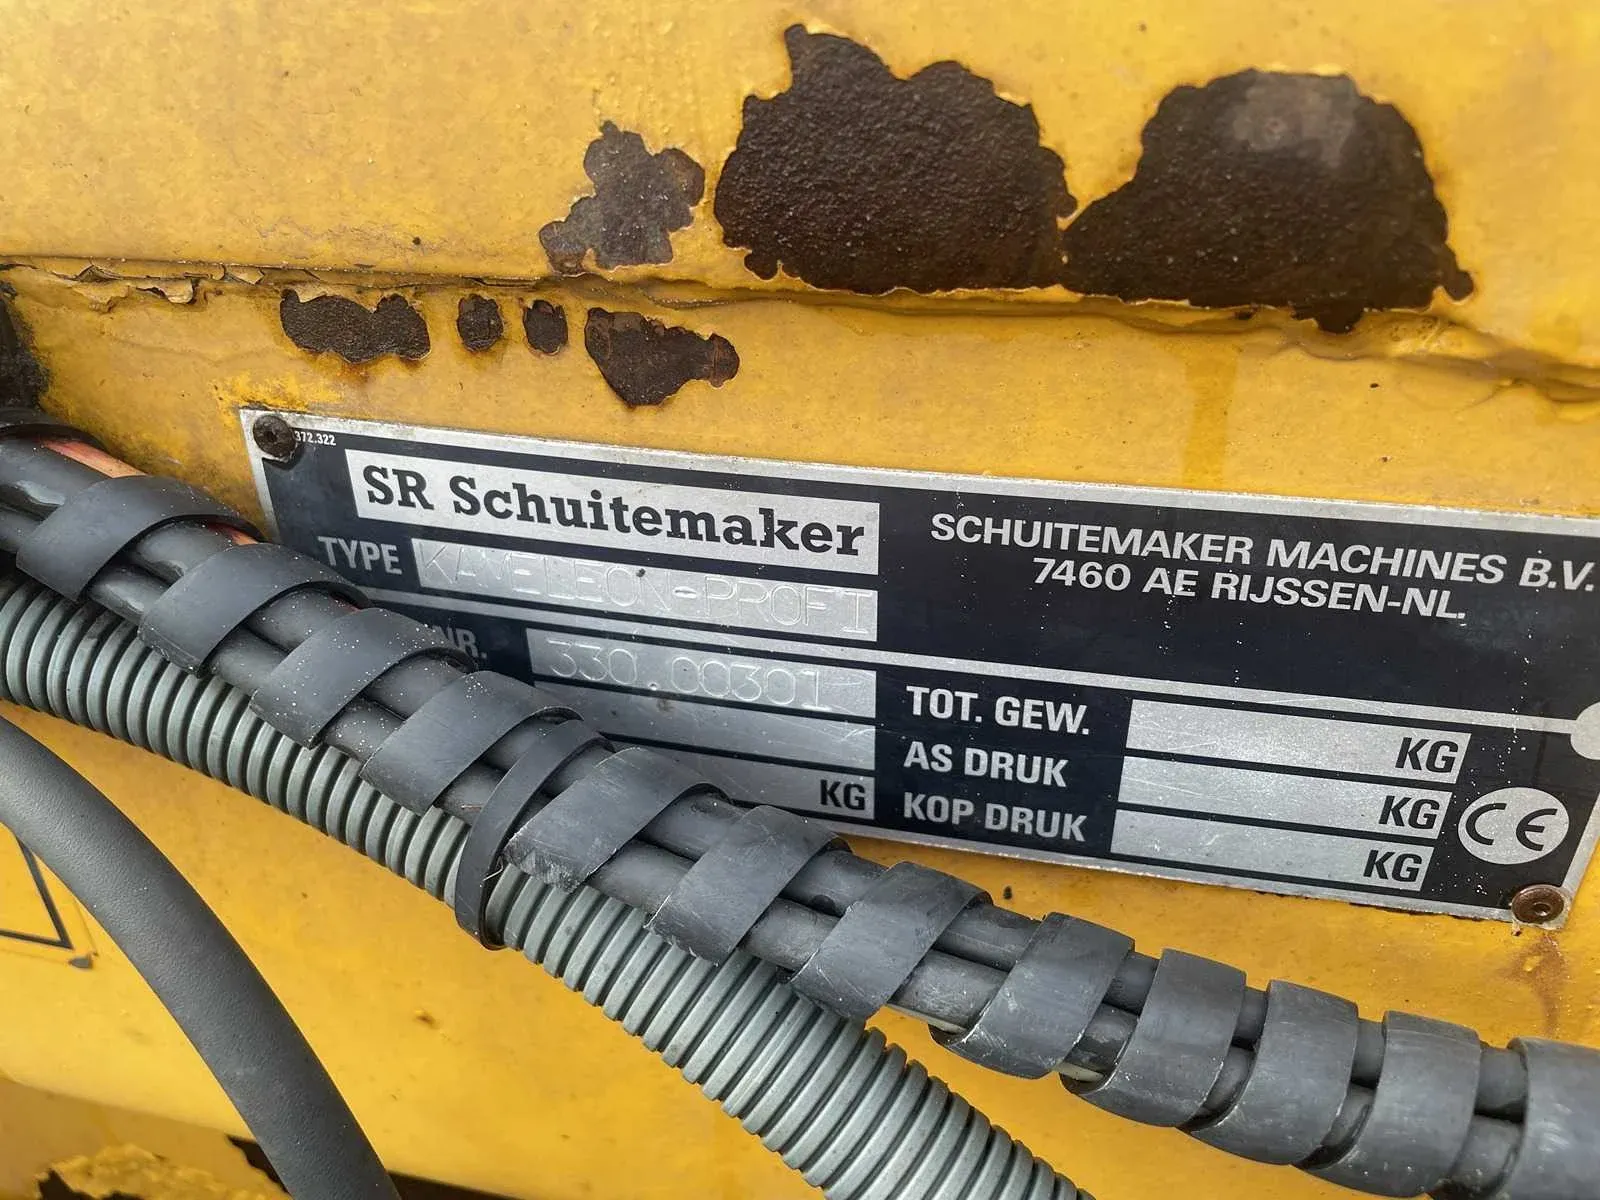 372.322
SR Schuitemaker
SCHUITEMAKER MACHINES B.V.
7460 AE RIJSSEN-NL.
TYPE KAMELEON-PROFI
NR. 330.00301
KG
TOT. GEW. KG
AS DRUK KG
KOP DRUK KG
CE